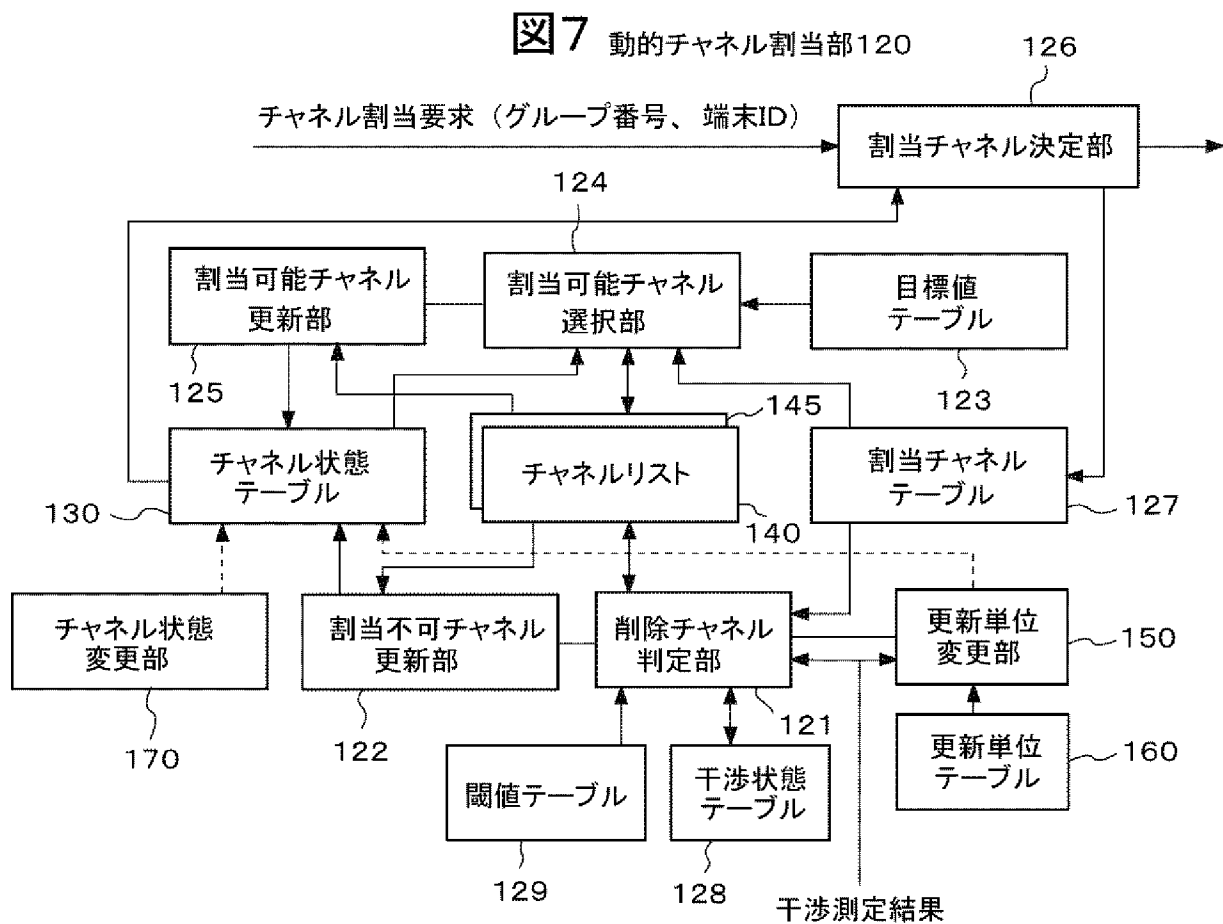 図7 動的チャネル割当部120
126
チャネル割当要求（グループ番号、端末ID）
割当チャネル決定部
124
割当可能チャネル
更新部
割当可能チャネル
選択部
目標値
テーブル
125
145
123
チャネル状態
テーブル
チャネルリスト
割当チャネル
テーブル
130
140
127
チャネル状態
変更部
割当不可チャネル
更新部
削除チャネル
判定部
更新単位
変更部
150
170
122
121
閾値テーブル
干渉状態
テーブル
更新単位
テーブル
160
129
128
干渉測定結果